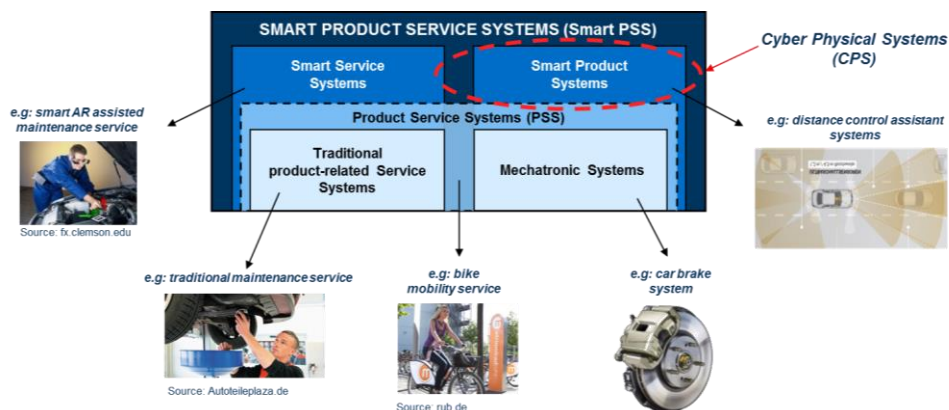 SMART PRODUCT SERVICE SYSTEMS (Smart PSS)
Cyber Physical Systems
(CPS)
Smart Service
Systems
Smart Product
Systems
e.g: smart AR assisted
maintenance service
Product Service Systems (PSS)
e.g: distance control assistant
systems
Traditional
product-related Service
Systems
Mechatronic Systems
Source: fx.clemson.edu
e.g: traditional maintenance service
e.g: bike
mobility service
e.g: car brake
system
Source: Autoteileplaza.de
Source: rub.de